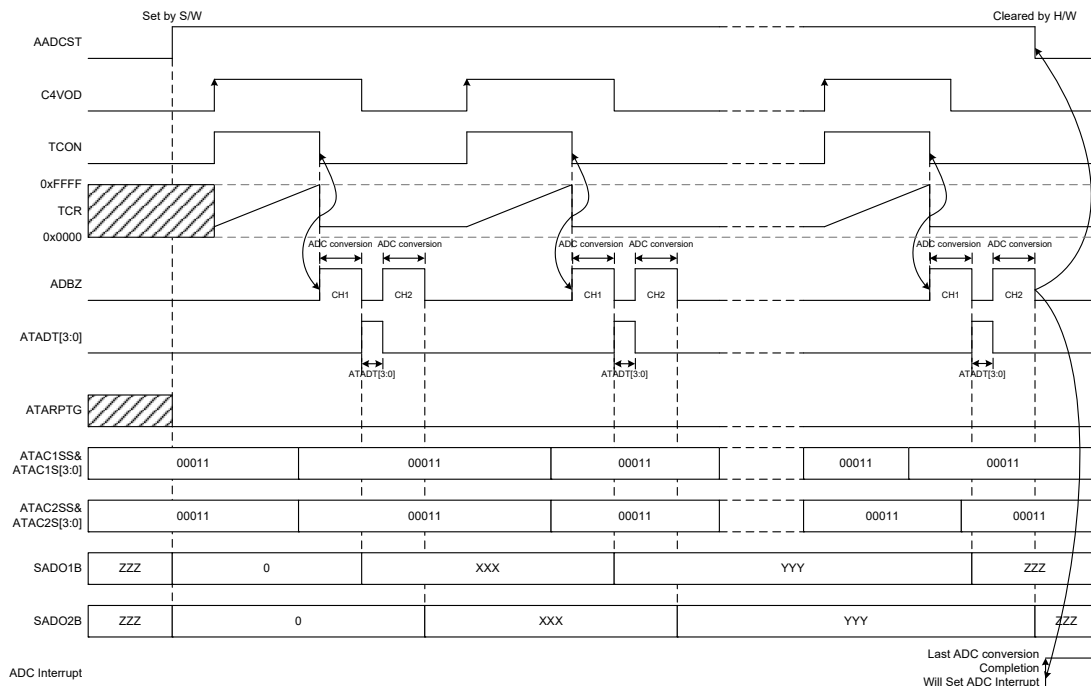 Set by S/W
Cleared by H/W
AADCST
C4VOD
TCON
0xFFFF
TCR
0x0000
ADC conversion ADC conversion ADC conversion ADC conversion ADC conversion ADC conversion
ADBZ
CH1 CH2 CH1 CH2 CH1 CH2
ATADT[3:0]
ATADT[3:0] ATADT[3:0] ATADT[3:0]
ATARPTG
ATAC1SS&
ATAC1S[3:0]
00011 00011 00011 00011 00011
ATAC2SS&
ATAC2S[3:0]
00011 00011 00011 00011 00011
SADO1B ZZZ 0 XXX YYY ZZZ
SADO2B ZZZ 0 XXX YYY ZZZ
ADC Interrupt
Last ADC conversion
Completion
Will Set ADC Interrupt